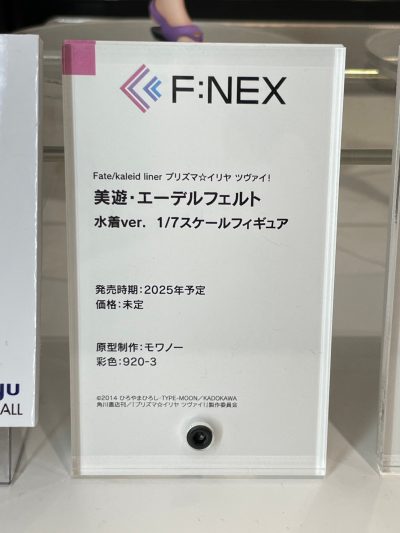 F:NEX
Fate/kaleid liner プリズマ☆イリヤ ツヴァイ!
美遊・エーデルフェルト
水着ver. 1/7スケールフィギュア
発売時期:2025年予定
価格:未定
原型制作:モワノー
彩色:920-3
©2014 ひろやまひろし・TYPE-MOON/KADOKAWA
角川書店刊/「プリズマ☆イリヤ ツヴァイ!」製作委員会
ALL